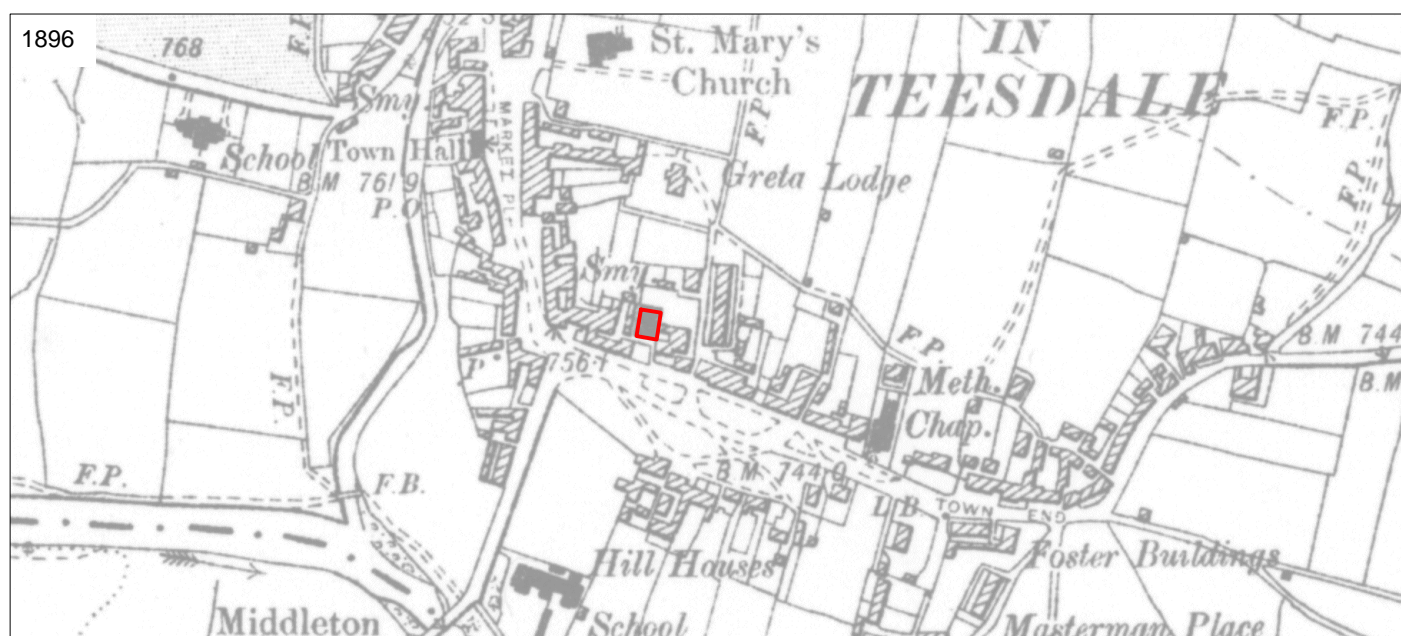 1896
768
F.P.
St. Mary's
Church
IN
TEESDALE
Smy.
School
Town Hall
MARKET PL.
F.P.
F.P.
F.P.
B.M 761.9
P.O.
Greta Lodge
Smy.
756.1
P
F.P.
F.P.
Meth.
Chap.
B.M 744
B.M.
F.P.
F.B.
B.M 744.0
L.B.
TOWN END
Hill Houses
Foster Buildings
Middleton
School
Masterman Place